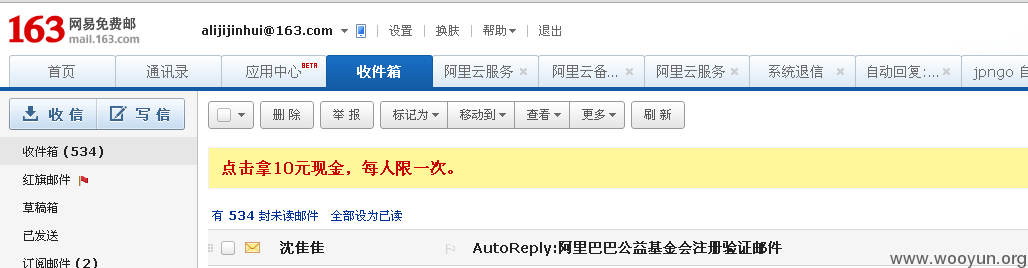 163 网易免费邮
mail.163.com
alijijinhui@163.com 设置 换肤 帮助 退出
首页 通讯录 应用中心 BETA 收件箱 阿里云服务 阿里云备... 阿里云服务 系统退信 自动回复:... jpngo 自
收信 写信 删除 举报 标记为 移动到 查看 更多 刷新
收件箱 (534)
点击拿10元现金，每人限一次。
红旗邮件
草稿箱
有 534 封未读邮件 全部设为已读
已发送
沈佳佳 AutoReply:阿里巴巴公益基金会注册验证邮件
订阅邮件 (2)
www.wooyun.org